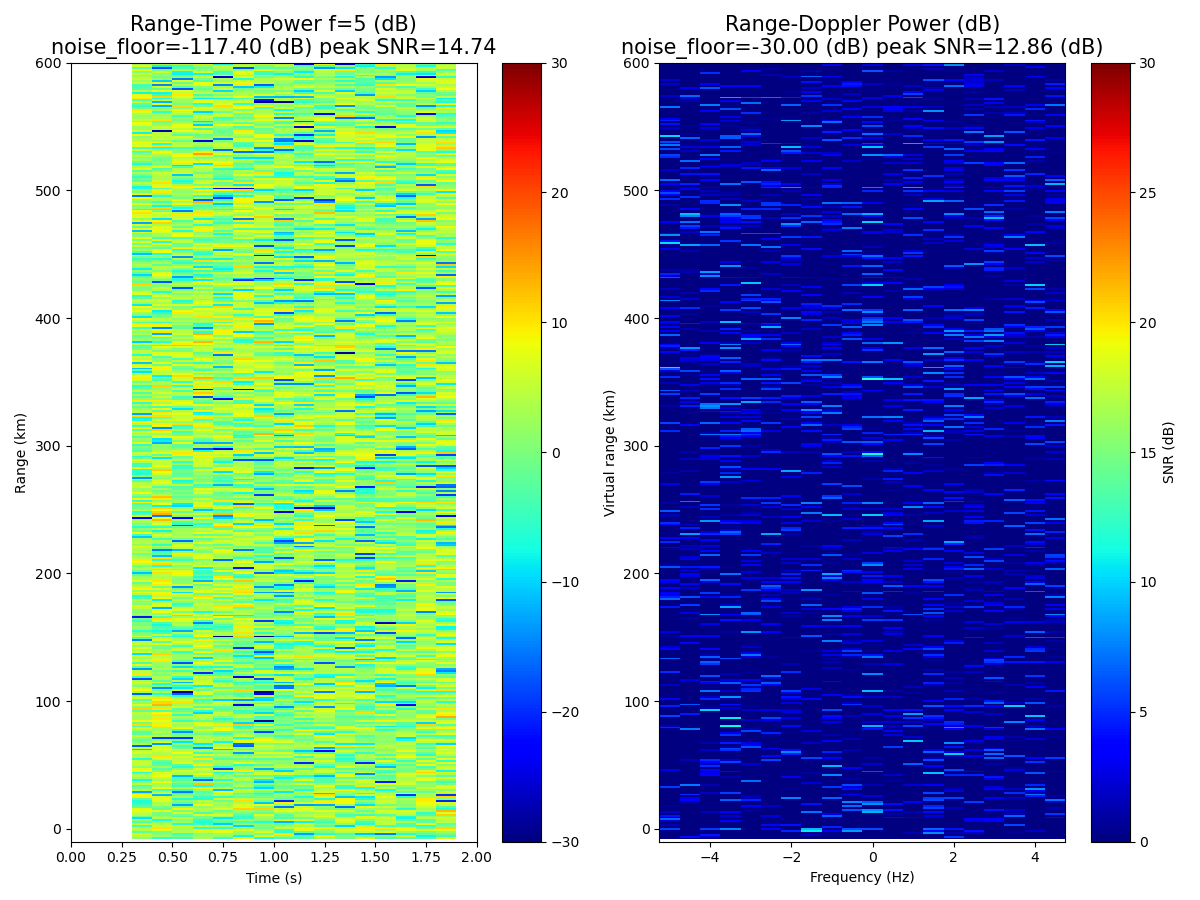 Range-Time Power f=5 (dB)
noise_floor=-117.40 (dB) peak SNR=14.74
Range (km)
600
500
400
300
200
100
0
0.00 0.25 0.50 0.75 1.00 1.25 1.50 1.75 2.00
Time (s)
30
20
10
0
−10
−20
−30
Range-Doppler Power (dB)
noise_floor=-30.00 (dB) peak SNR=12.86 (dB)
Virtual range (km)
600
500
400
300
200
100
0
−4 −2 0 2 4
Frequency (Hz)
30
25
20
15
10
5
0
SNR (dB)